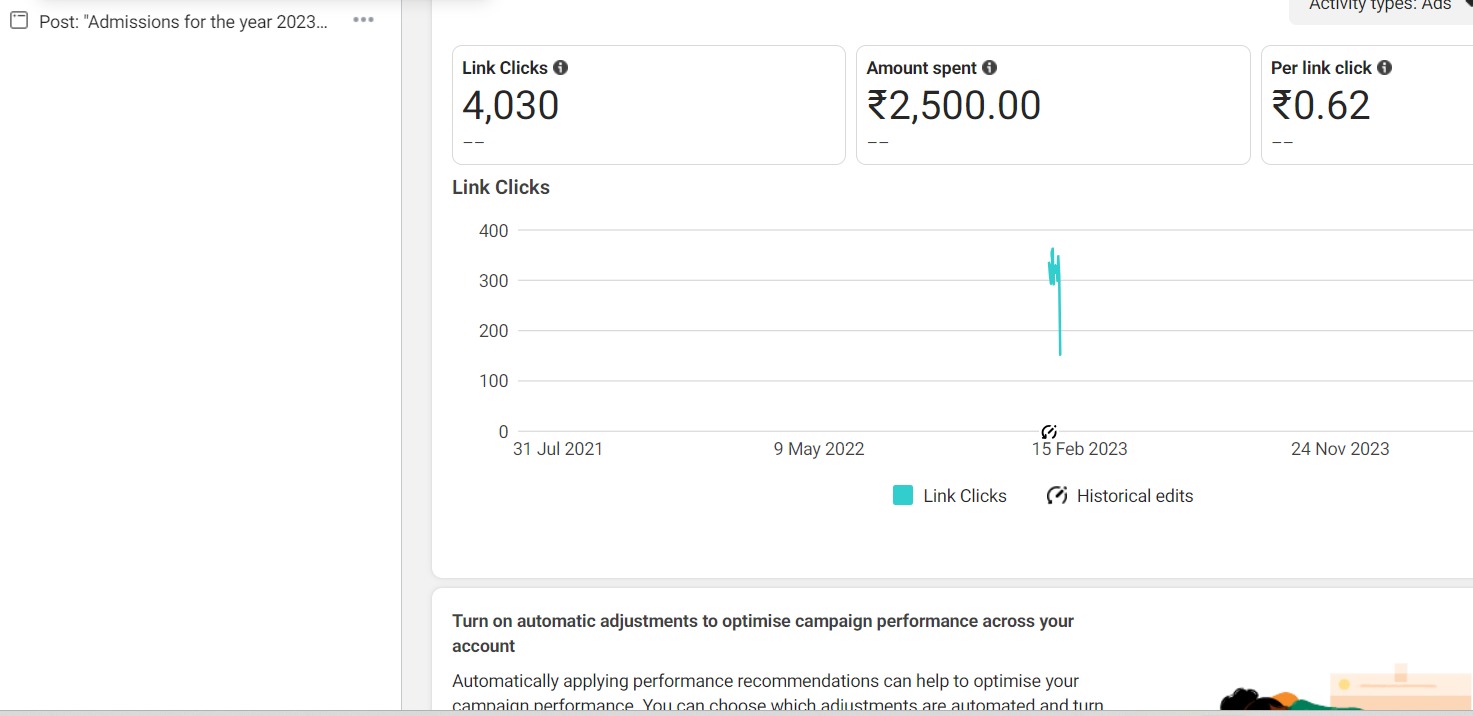 Post: "Admissions for the year 2023...
Activity types: Ads
Link Clicks
4,030
--
Amount spent
₹2,500.00
--
Per link click
₹0.62
--
Link Clicks
400
300
200
100
0
31 Jul 2021
9 May 2022
15 Feb 2023
24 Nov 2023
Link Clicks
Historical edits
Turn on automatic adjustments to optimise campaign performance across your
account
Automatically applying performance recommendations can help to optimise your
campaign performance. You can choose which adjustments are automated and turn